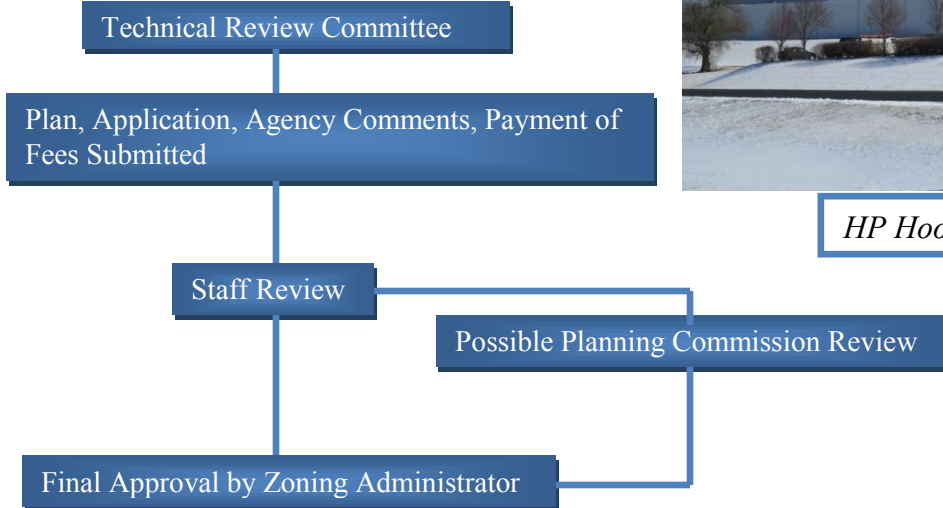 Technical Review Committee
Plan, Application, Agency Comments, Payment of
Fees Submitted
HP
Staff Review
Possible Planning Commission Review
Final Approval by Zoning Administrator